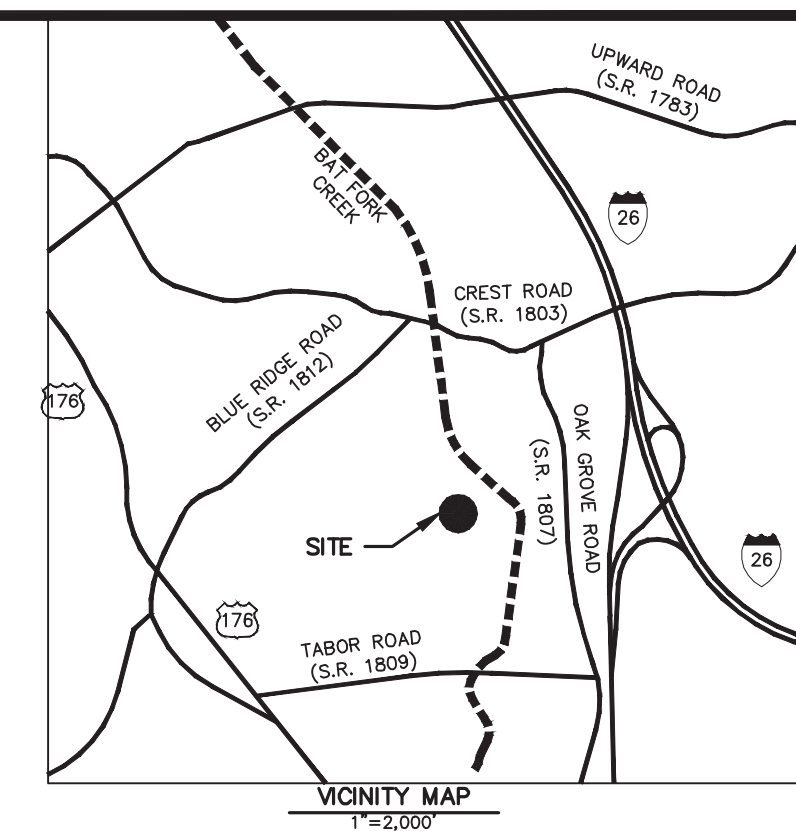 UPWARD ROAD
(S.R. 1783)
BAT FORK
CREEK
26
CREST ROAD
(S.R. 1803)
BLUE RIDGE ROAD
(S.R. 1812)
176
OAK GROVE ROAD
(S.R. 1807)
SITE
26
176
TABOR ROAD
(S.R. 1809)
VICINITY MAP
1"=2,000'